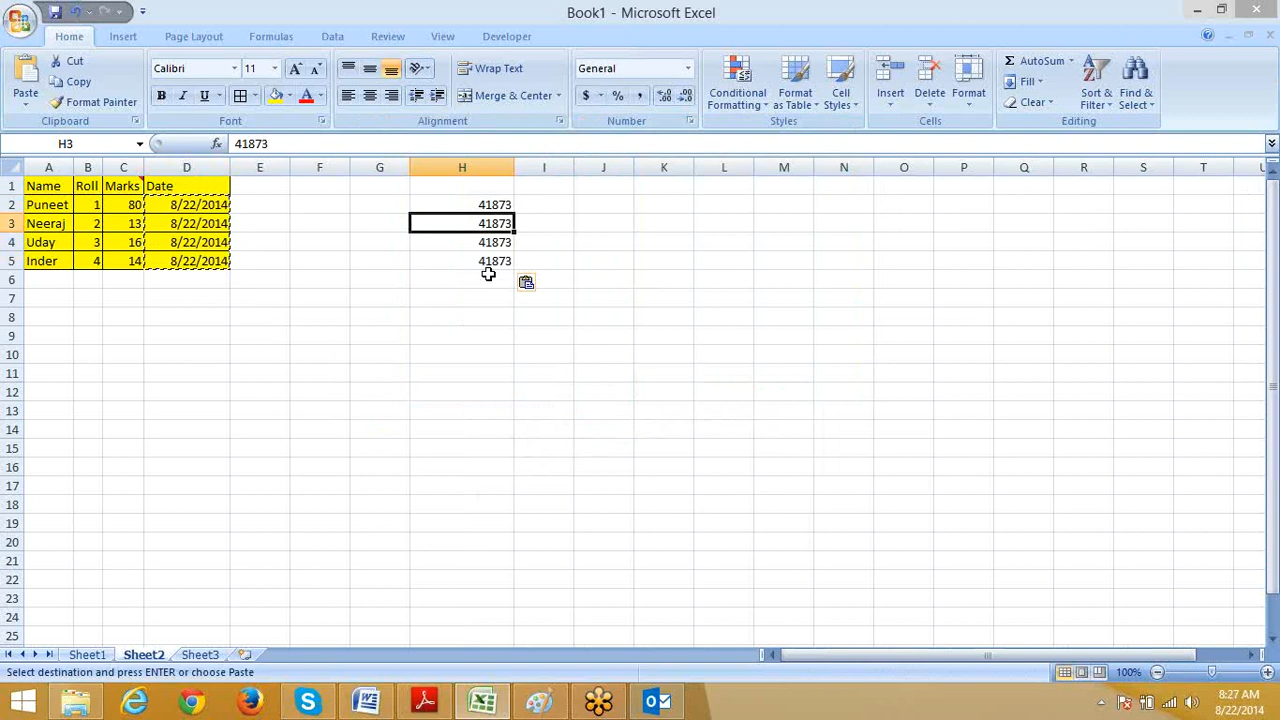 Book1 - Microsoft Excel
Home Insert Page Layout Formulas Data Review View Developer
Paste
Cut
Copy
Format Painter
Clipboard
Calibri 11
B I U
Font
Wrap Text
Merge & Center
Alignment
General
$ % ,
Number
Conditional Formatting
Format as Table
Cell Styles
Styles
Insert Delete Format
Cells
AutoSum
Fill
Clear
Sort & Filter
Find & Select
Editing
H3 fx 41873
A B C D E F G H I J K L M N O P Q R S T U
1 Name Roll Marks Date
2 Puneet 1 80 8/22/2014 41873
3 Neeraj 2 13 8/22/2014 41873
4 Uday 3 16 8/22/2014 41873
5 Inder 4 14 8/22/2014 41873
6
7
8
9
10
11
12
13
14
15
16
17
18
19
20
21
22
23
24
25
Sheet1 Sheet2 Sheet3
Select destination and press ENTER or choose Paste 100%
8:27 AM
8/22/2014